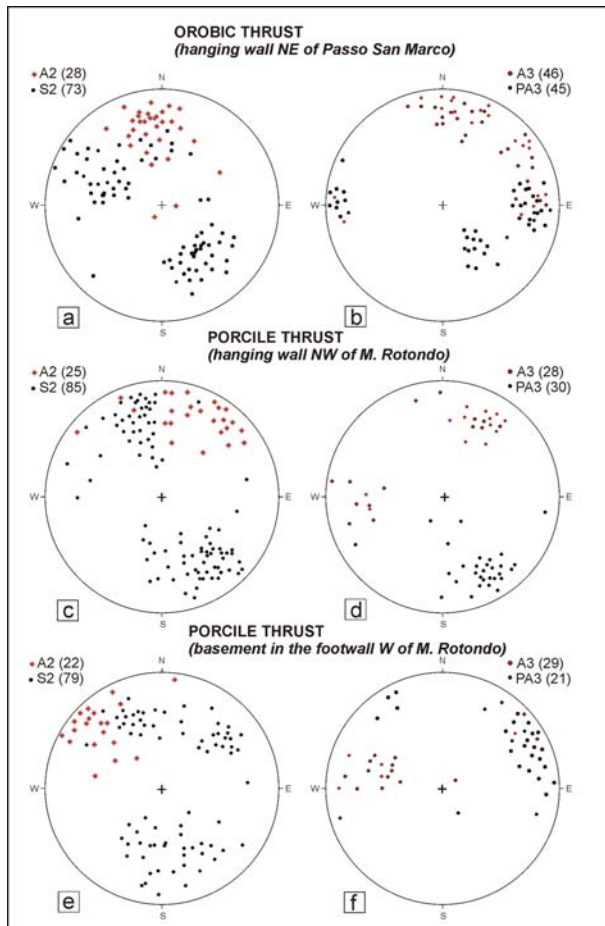 OROBIC THRUST
(hanging wall NE of Passo San Marco)
A2 (28)
S2 (73)
A3 (46)
PA3 (45)
N
N
W
E
W
E
S
S
a
b
PORCILE THRUST
(hanging wall NW of M. Rotondo)
A2 (25)
S2 (85)
A3 (28)
PA3 (30)
N
N
W
E
W
E
S
S
c
d
PORCILE THRUST
(basement in the footwall W of M. Rotondo)
A2 (22)
S2 (79)
A3 (29)
PA3 (21)
N
N
W
E
W
E
S
S
e
f